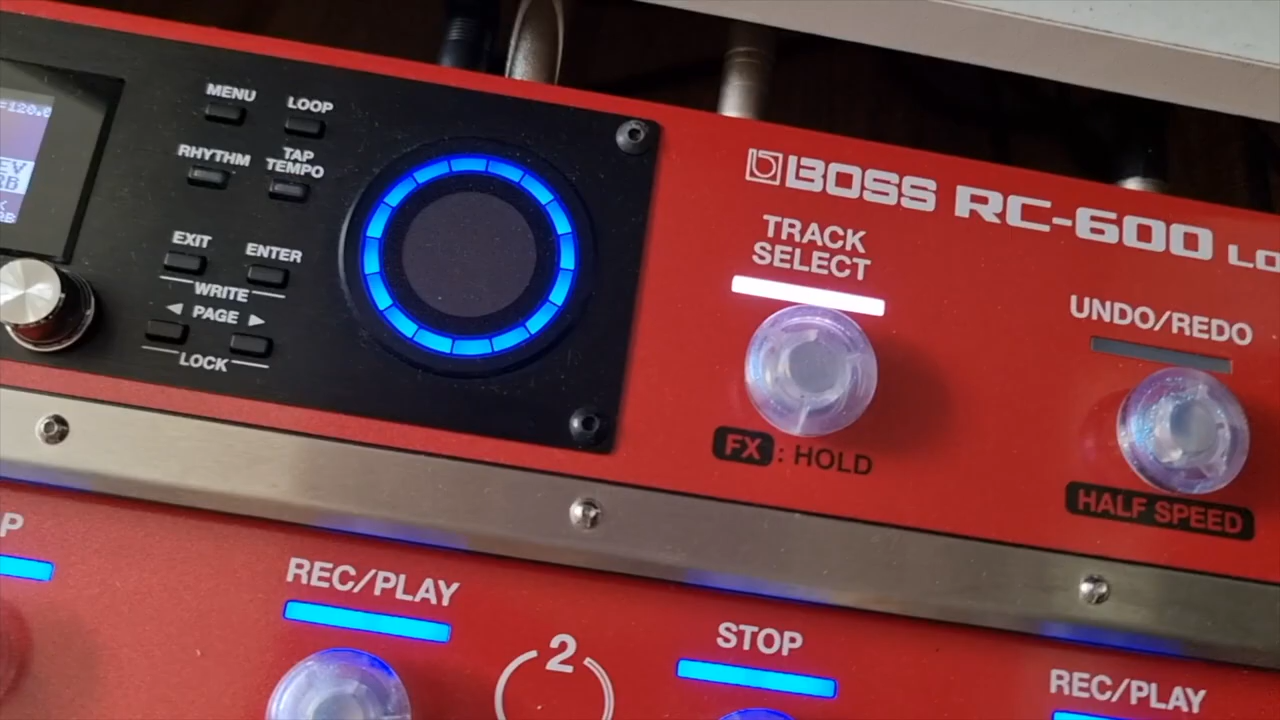 =120.0
MENU
LOOP
RHYTHM
TAP
TEMPO
EXIT
ENTER
WRITE
◄ PAGE ►
LOCK
BOSS RC-600 LO
TRACK
SELECT
UNDO/REDO
FX : HOLD
HALF SPEED
P
REC/PLAY
2
STOP
REC/PLAY